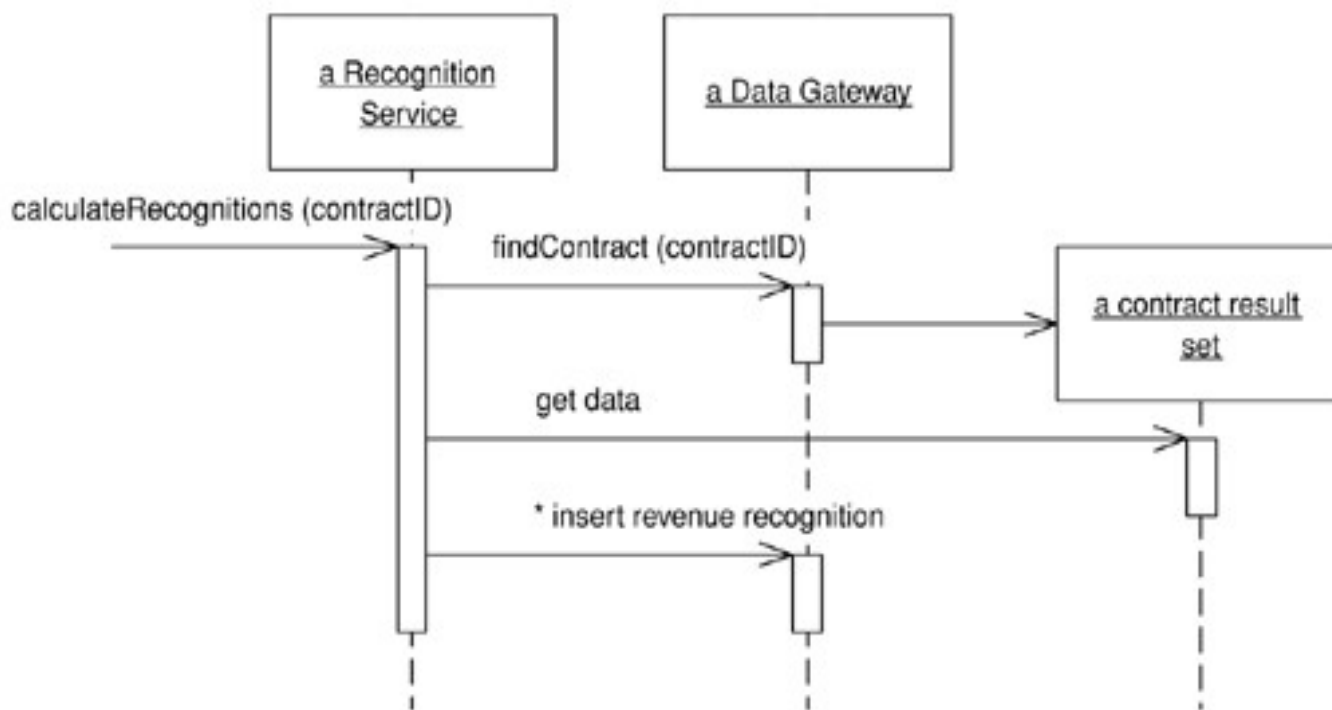 a Recognition
Service
a Data Gateway
calculateRecognitions (contractID)
findContract (contractID)
a contract result
set
get data
* insert revenue recognition